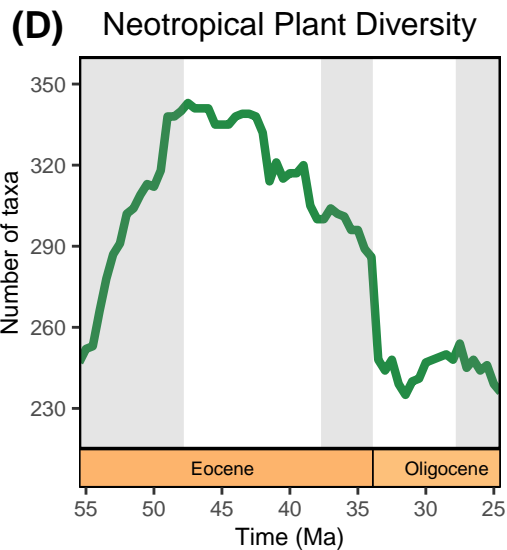 (D) Neotropical Plant Diversity
Number of taxa
350
320
290
260
230
Eocene Oligocene
55 50 45 40 35 30 25
Time (Ma)